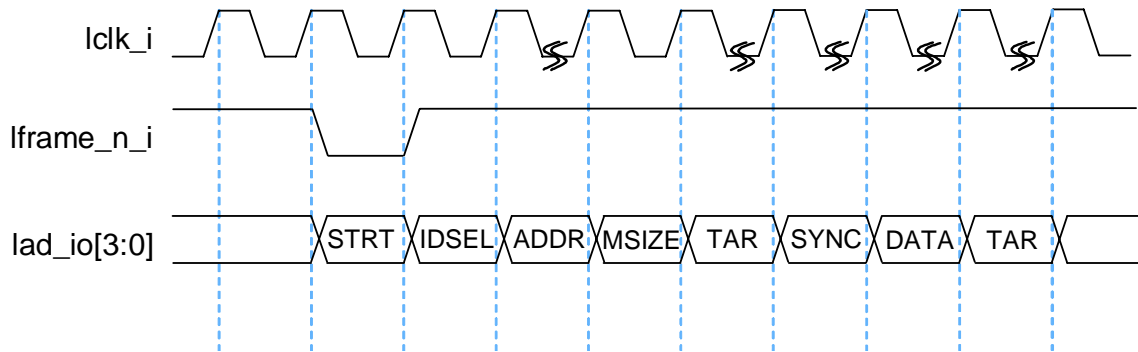 lclk_i
lframe_n_i
lad_io[3:0] STRT IDSEL ADDR MSIZE TAR SYNC DATA TAR